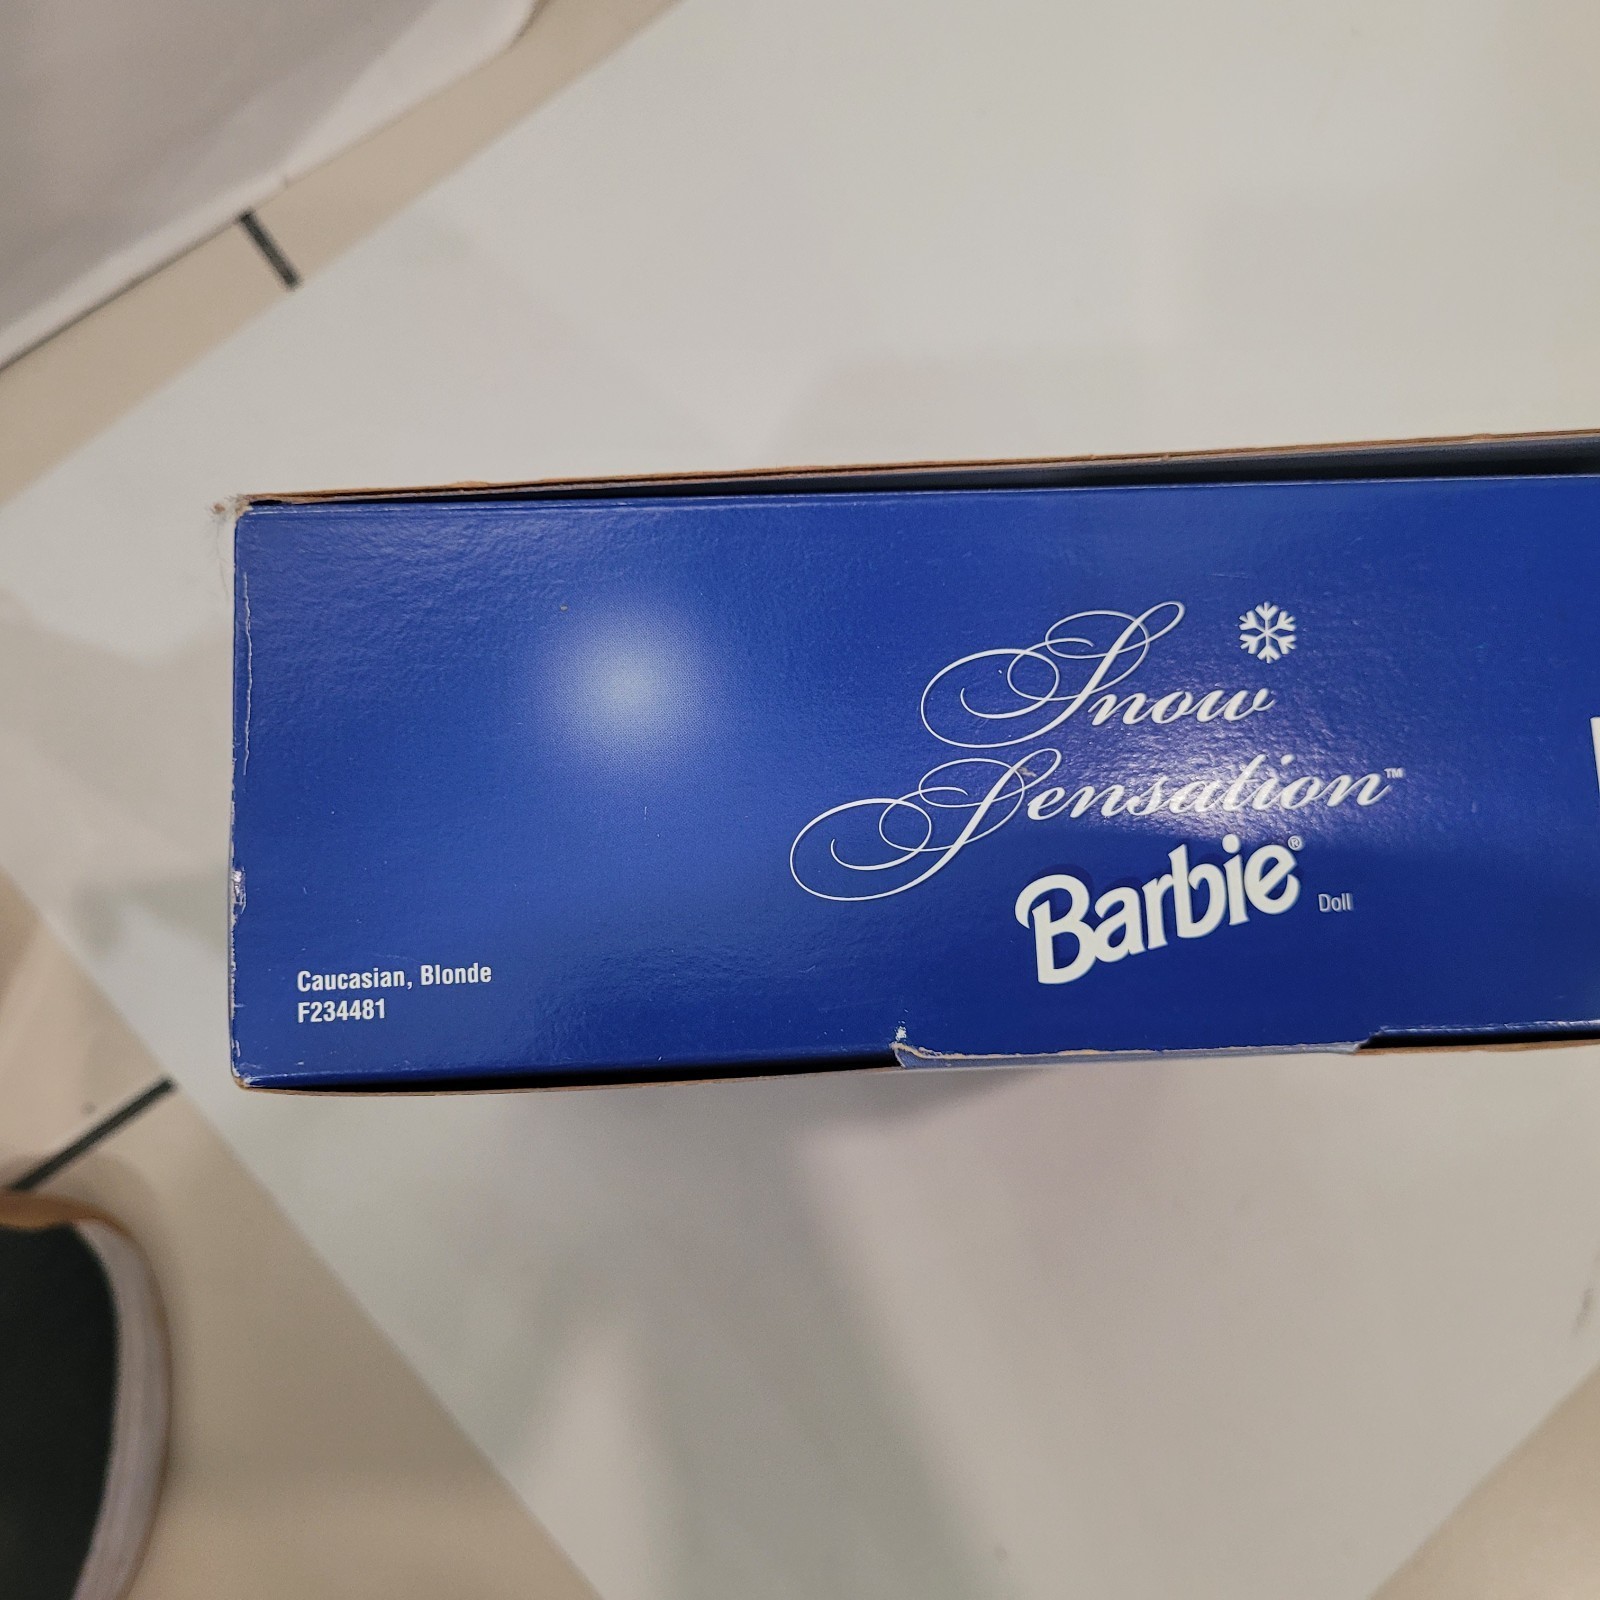 Snow
Sensation™
Barbie® Doll
Caucasian, Blonde
F234481